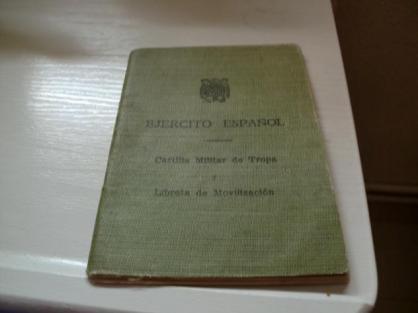 EJERCITO ESPAÑOL
Cartilla Militar de Tropa
Y
Libreta de Movilización